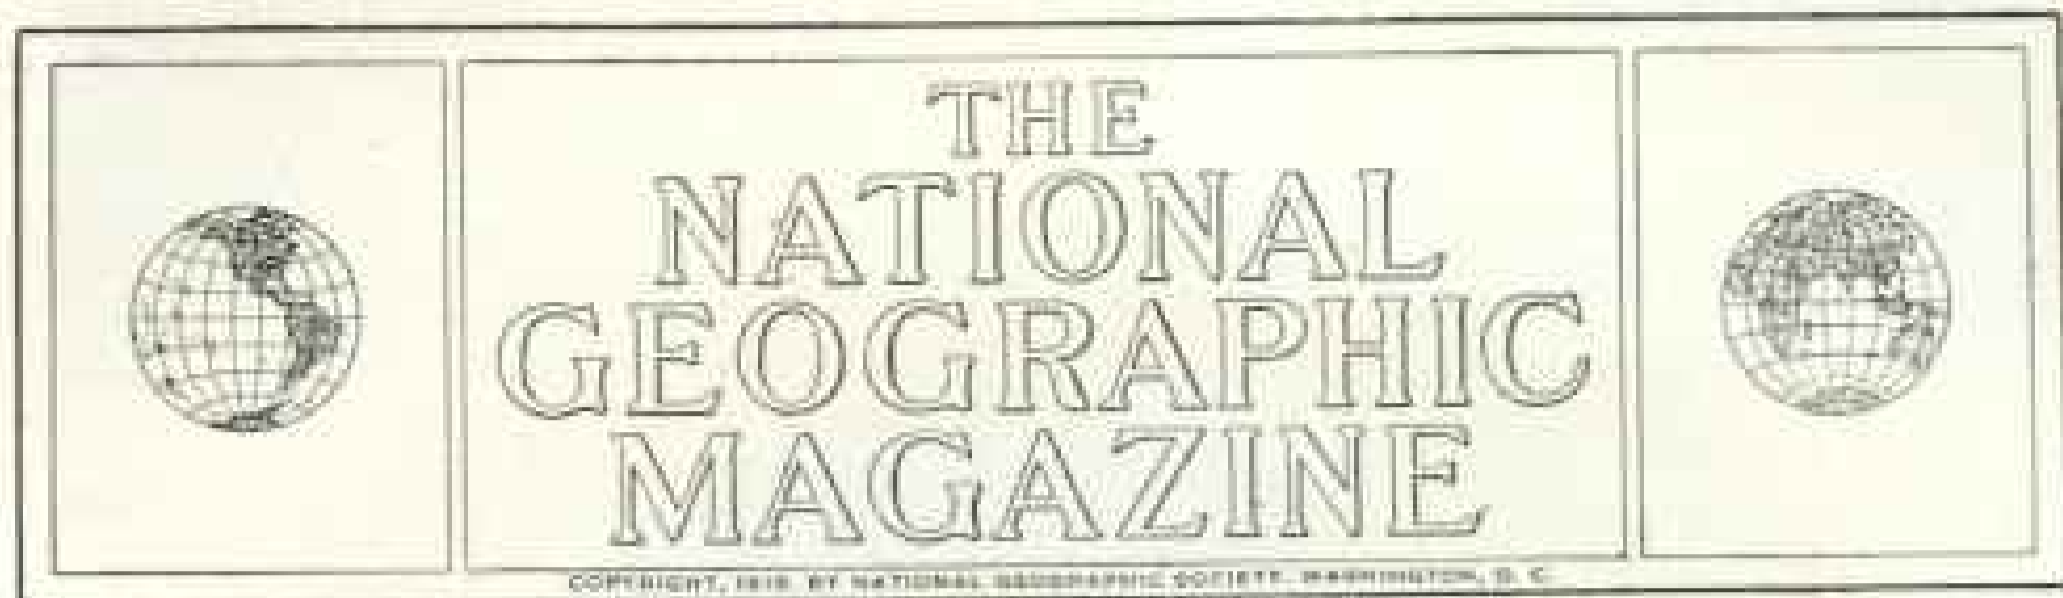 THE
NATIONAL
GEOGRAPHIC
MAGAZINE
COPYRIGHT, BY NATIONAL GEOGRAPHIC SOCIETY, WASHINGTON, D. C.